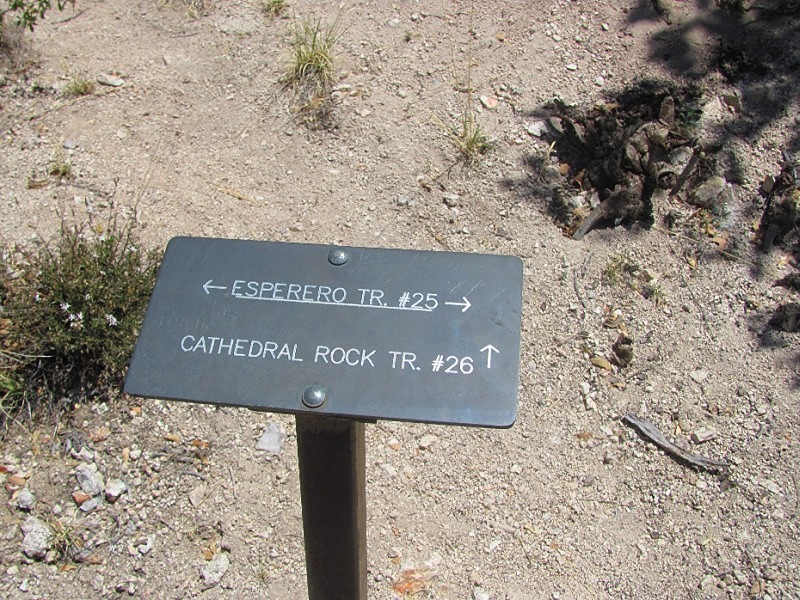 ← ESPERERO TR. #25 →
CATHEDRAL ROCK TR. #26 ↑